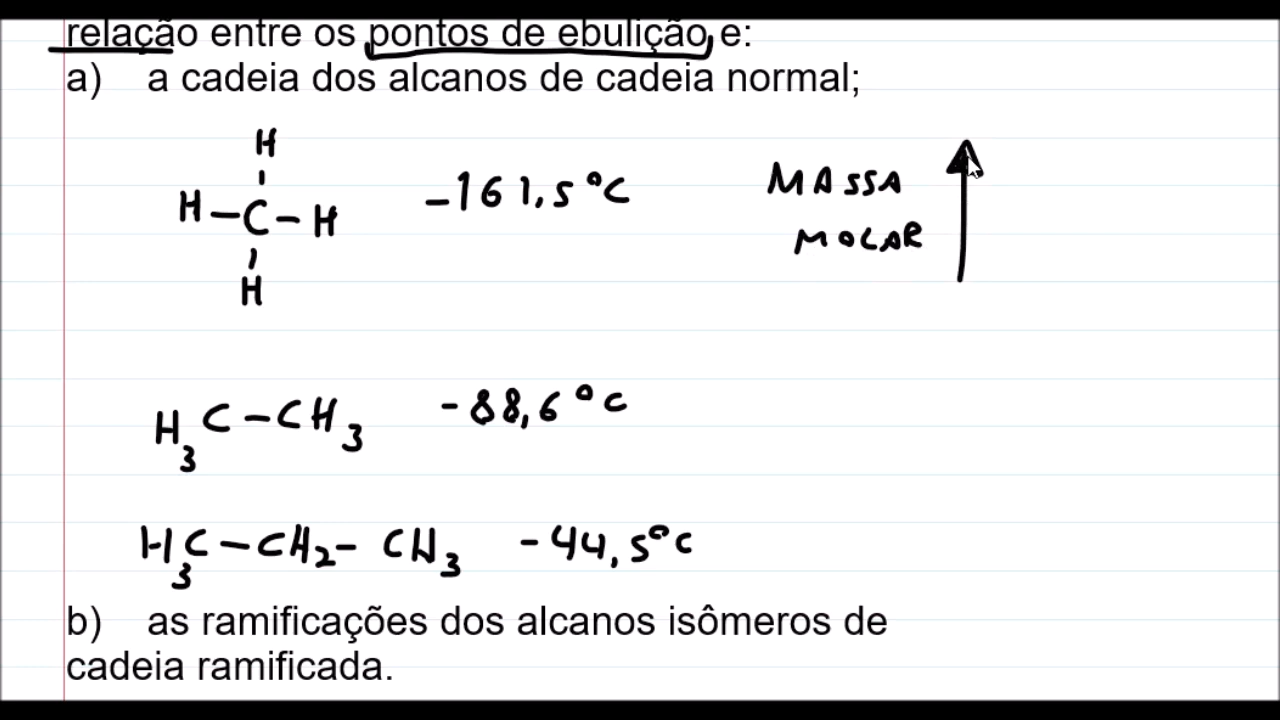 relação entre os pontos de ebulição e:
a) a cadeia dos alcanos de cadeia normal;
H
H-C-H -161,5°C MASSA
MOLAR
H
H3C-CH3 -88,6°C
H3C-CH2-CH3 -44,5°C
b) as ramificações dos alcanos isômeros de
cadeia ramificada.